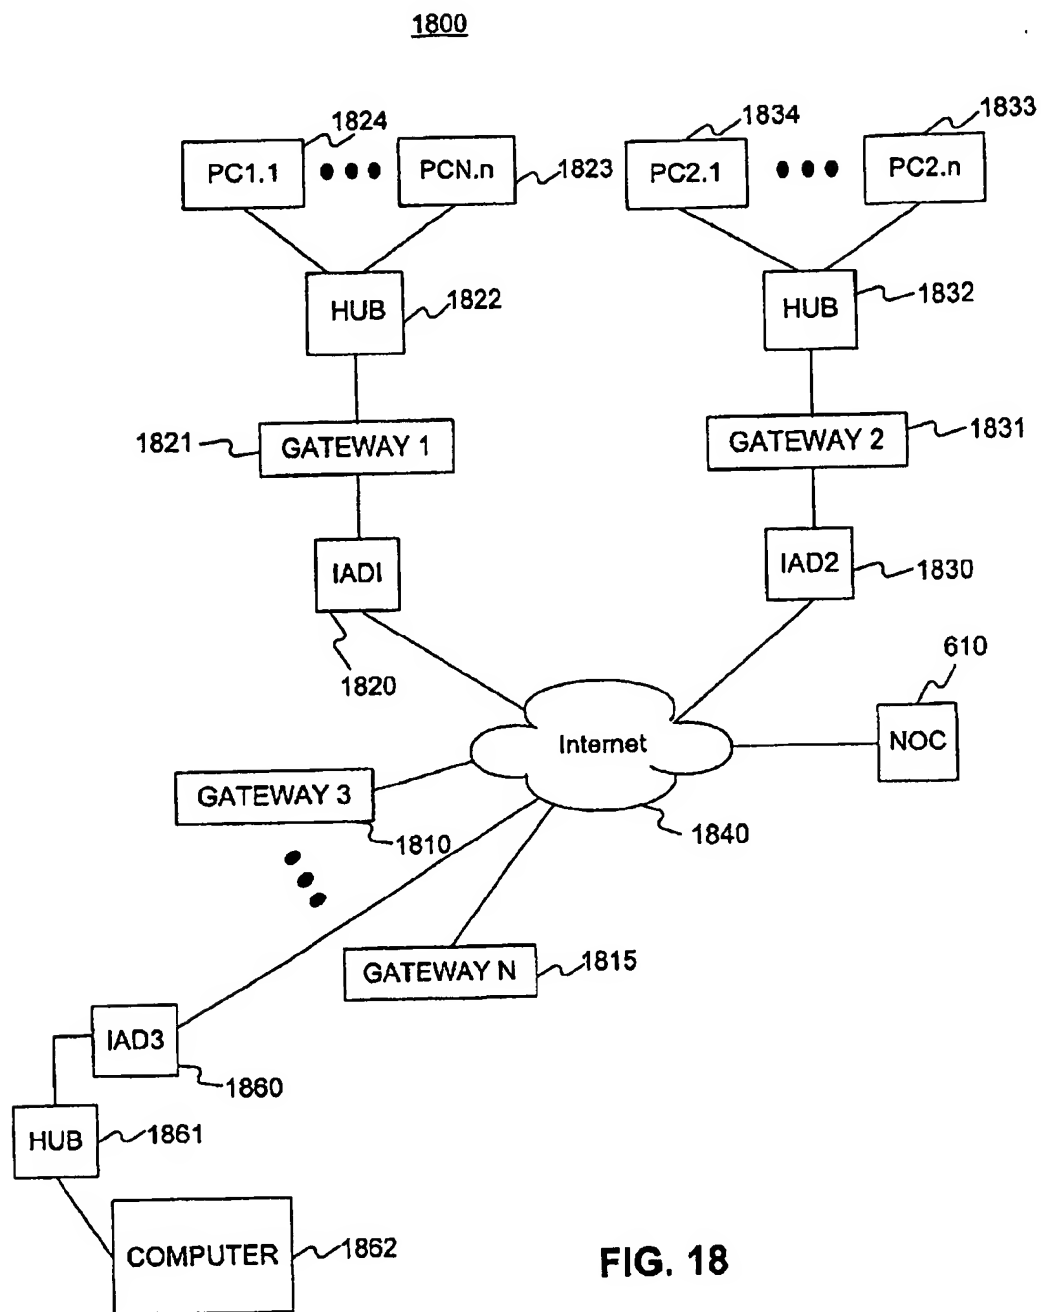 1800
1824
1834
1833
PC1.1
PCN.n
1823
PC2.1
PC2.n
HUB
1822
HUB
1832
1821
GATEWAY 1
GATEWAY 2
1831
IADI
IAD2
1830
1820
610
Internet
NOC
GATEWAY 3
1810
1840
GATEWAY N
1815
IAD3
1860
HUB
1861
COMPUTER
1862
FIG. 18